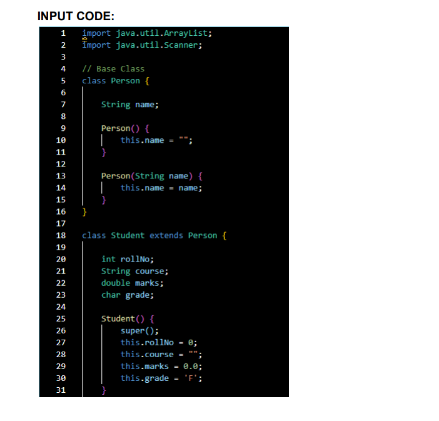 INPUT CODE:
1 import java.util.ArrayList;
2 import java.util.Scanner;
3
4 // Base Class
5 class Person {
6
7 String name;
8
9 Person() {
10 this.name = "";
11 }
12
13 Person(String name) {
14 this.name = name;
15 }
16 }
17
18 class Student extends Person {
19
20 int rollNo;
21 String course;
22 double marks;
23 char grade;
24
25 Student() {
26 super();
27 this.rollNo = 0;
28 this.course = "";
29 this.marks = 0.0;
30 this.grade = 'F';
31 }